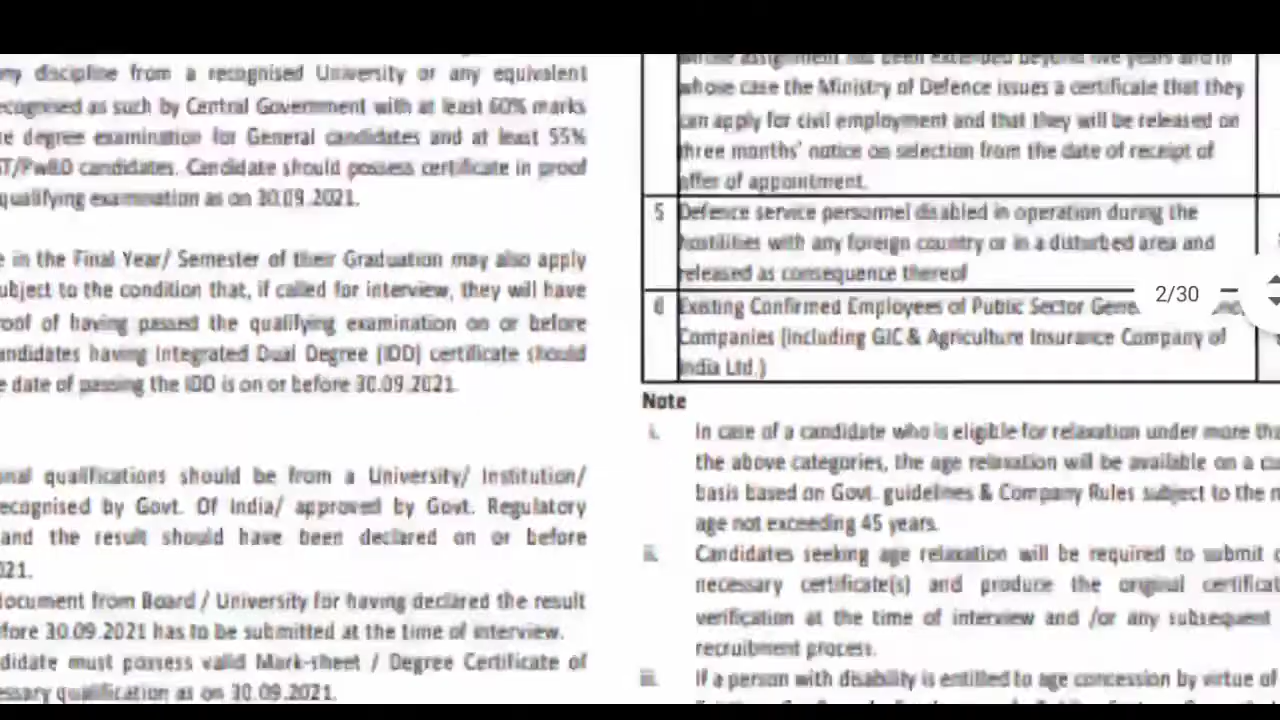 ny discipline from a recognised University or any equivalent
ecognised as such by Central Government with at least 60% marks
e degree examination for General candidates and at least 55%
T/PwBD candidates. Candidate should possess certificate in proof
qualifying examination as on 30.09.2021.
e in the Final Year/ Semester of their Graduation may also apply
ubject to the condition that, if called for interview, they will have
roof of having passed the qualifying examination on or before
andidates having Integrated Dual Degree (IDD) certificate should
e date of passing the IDD is on or before 30.09.2021.
onal qualifications should be from a University/ Institution/
ecognised by Govt. Of India/ approved by Govt. Regulatory
and the result should have been declared on or before
021.
document from Board / University for having declared the result
fore 30.09.2021 has to be submitted at the time of interview.
didate must possess valid Mark-sheet / Degree Certificate of
essary qualification as on 30.09.2021.
whose assignment has been extended beyond five years and in
whose case the Ministry of Defence issues a certificate that they
can apply for civil employment and that they will be released on
three months' notice on selection from the date of receipt of
offer of appointment.
5 Defence service personnel disabled in operation during the
hostilities with any foreign country or in a disturbed area and
released as consequence thereof
6 Existing Confirmed Employees of Public Sector Gene
Companies (including GIC & Agriculture Insurance Company of
India Ltd.)
2/30
Note
i. In case of a candidate who is eligible for relaxation under more tha
the above categories, the age relaxation will be available on a cu
basis based on Govt. guidelines & Company Rules subject to the m
age not exceeding 45 years.
ii. Candidates seeking age relaxation will be required to submit c
necessary certificate(s) and produce the original certificat
verification at the time of interview and /or any subsequent
recruitment process.
iii. If a person with disability is entitled to age concession by virtue of